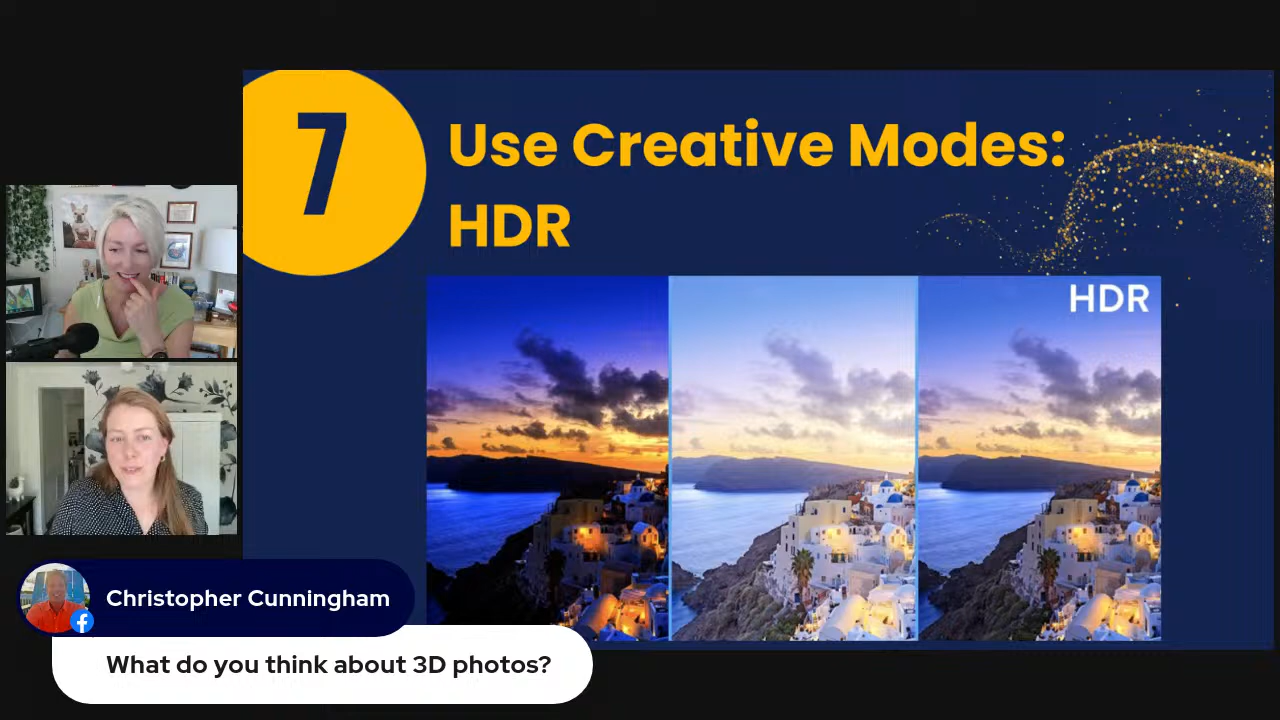 7
Use Creative Modes:
HDR
HDR
Christopher Cunningham
What do you think about 3D photos?